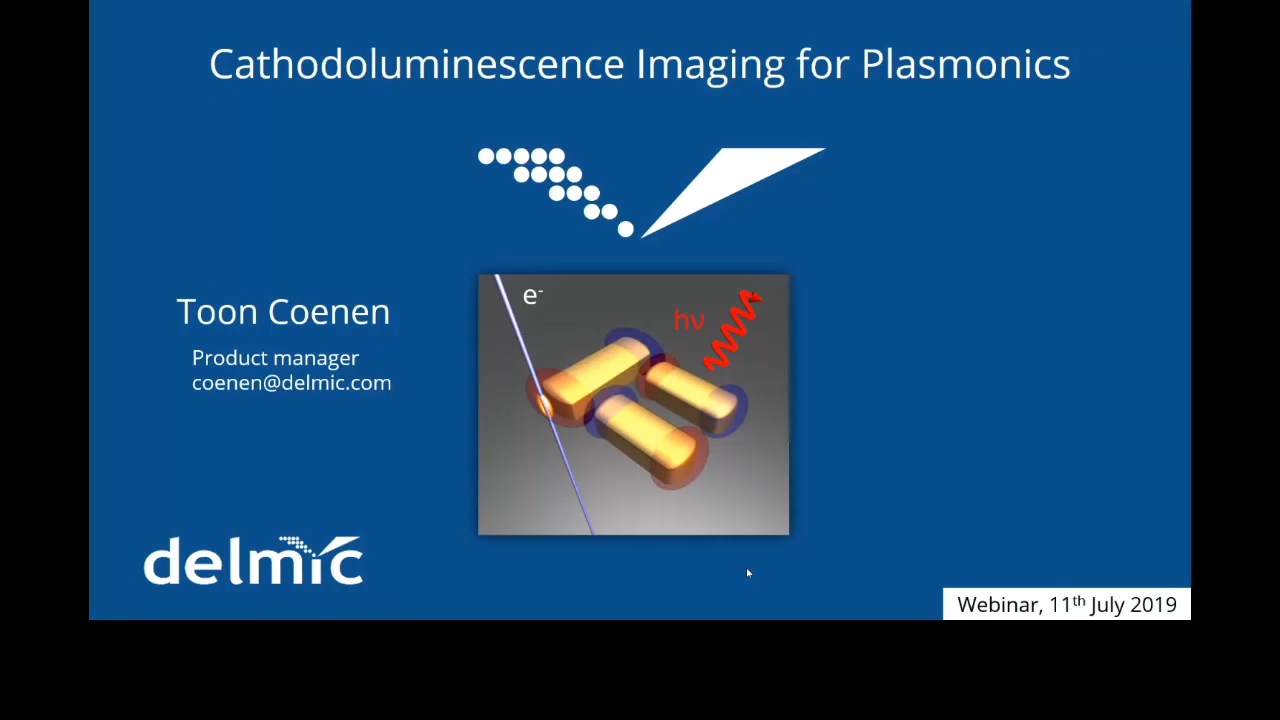 Cathodoluminescence Imaging for Plasmonics
e⁻
hν
Toon Coenen
Product manager
coenen@delmic.com
delmic
Webinar, 11ᵗʰ July 2019